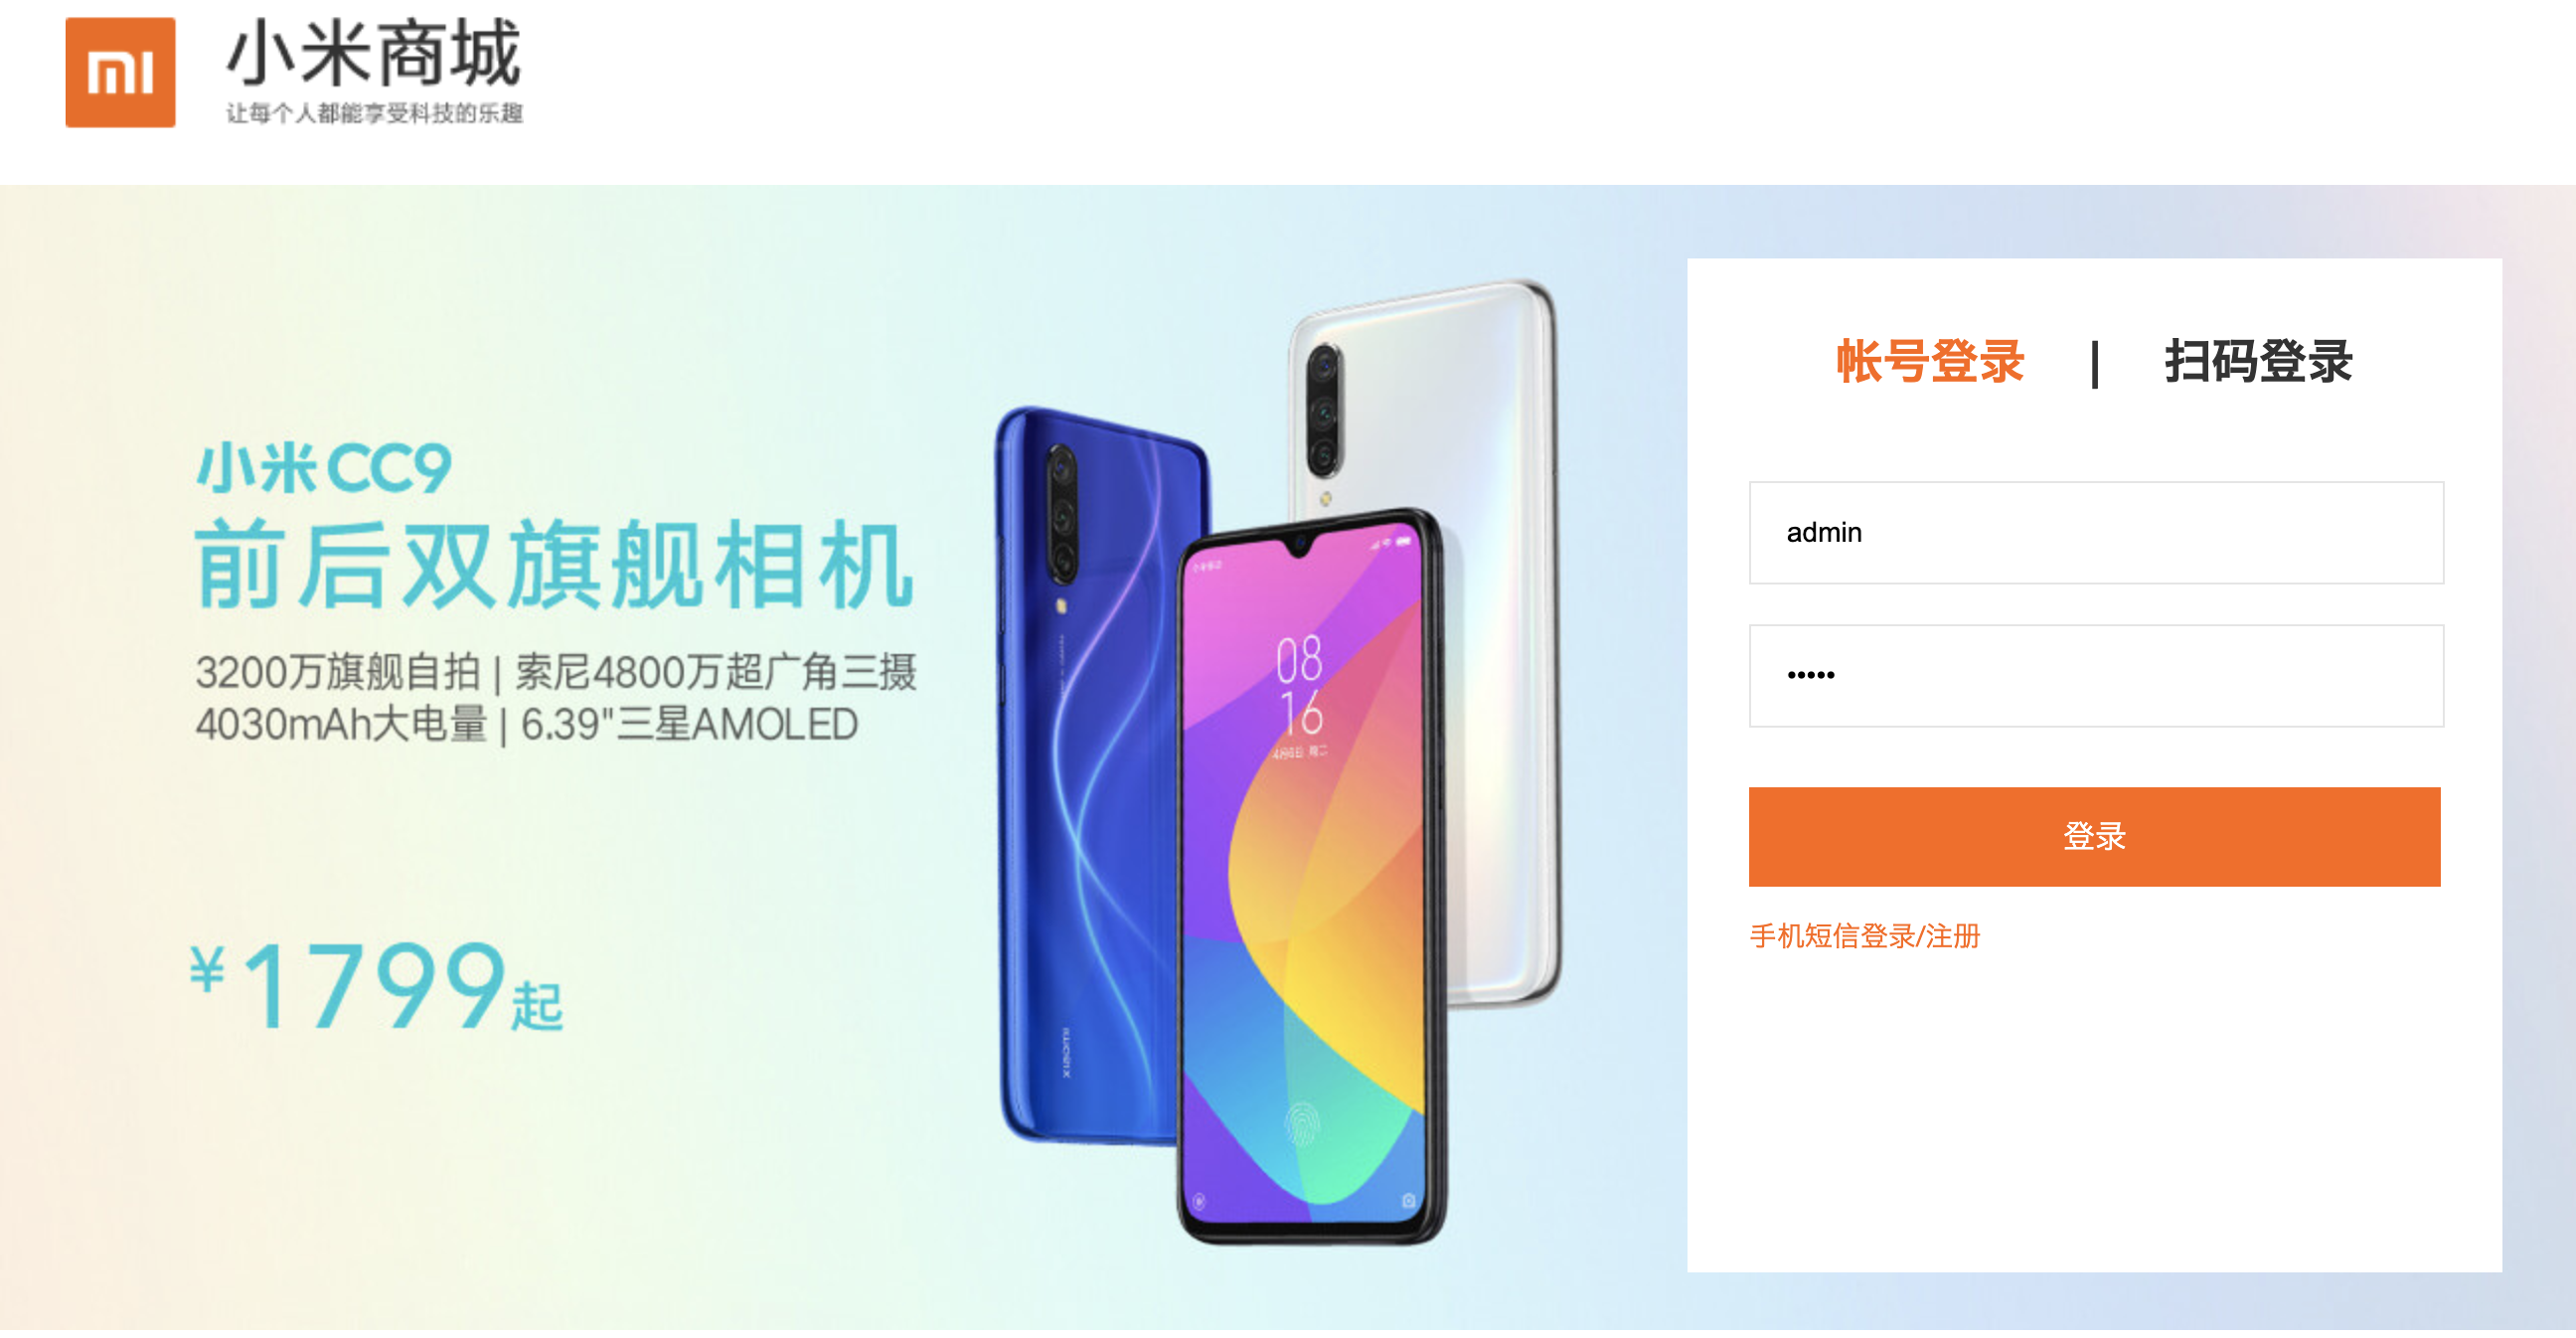 小米商城
让每个人都能享受科技的乐趣
帐号登录 | 扫码登录
小米CC9
前后双旗舰相机
3200万旗舰自拍 | 索尼4800万超广角三摄
4030mAh大电量 | 6.39"三星AMOLED
¥1799起
08
16
admin
•••••
登录
手机短信登录/注册